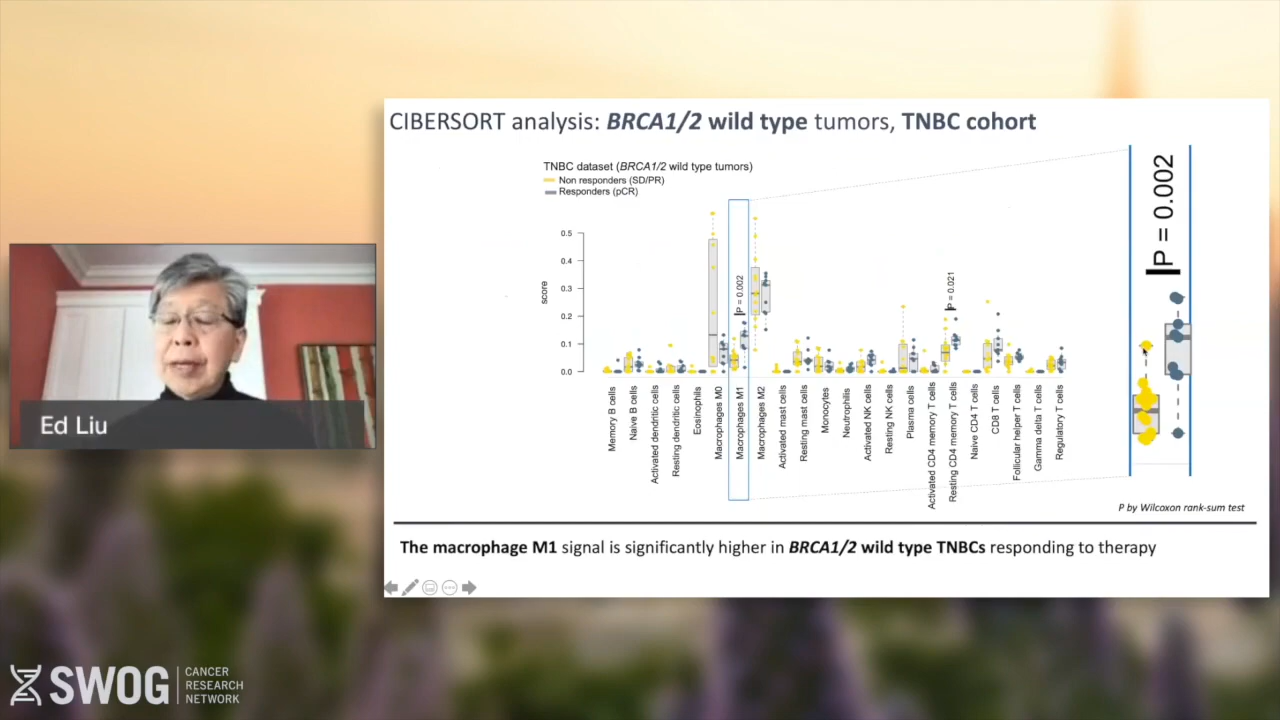 CIBERSORT analysis: BRCA1/2 wild type tumors, TNBC cohort
TNBC dataset (BRCA1/2 wild type tumors)
Non responders (SD/PR)
Responders (pCR)
score
0.5
0.4
0.3
0.2
0.1
0.0
P = 0.002
P = 0.021
P = 0.002
Memory B cells
Naive B cells
Activated dendritic cells
Resting dendritic cells
Eosinophils
Macrophages M0
Macrophages M1
Macrophages M2
Activated mast cells
Resting mast cells
Monocytes
Neutrophils
Activated NK cells
Resting NK cells
Plasma cells
Activated CD4 memory T cells
Resting CD4 memory T cells
Naive CD4 T cells
CD8 T cells
Follicular helper T cells
Gamma delta T cells
Regulatory T cells
P by Wilcoxon rank-sum test
The macrophage M1 signal is significantly higher in BRCA1/2 wild type TNBCs responding to therapy
Ed Liu
SWOG
CANCER
RESEARCH
NETWORK